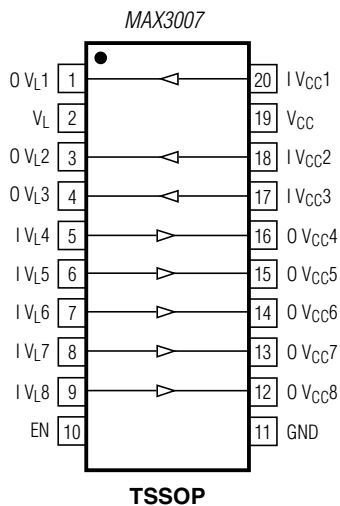 MAX3007
O VL1 1 20 I VCC1
VL 2 19 VCC
O VL2 3 18 I VCC2
O VL3 4 17 I VCC3
I VL4 5 16 O VCC4
I VL5 6 15 O VCC5
I VL6 7 14 O VCC6
I VL7 8 13 O VCC7
I VL8 9 12 O VCC8
EN 10 11 GND
TSSOP